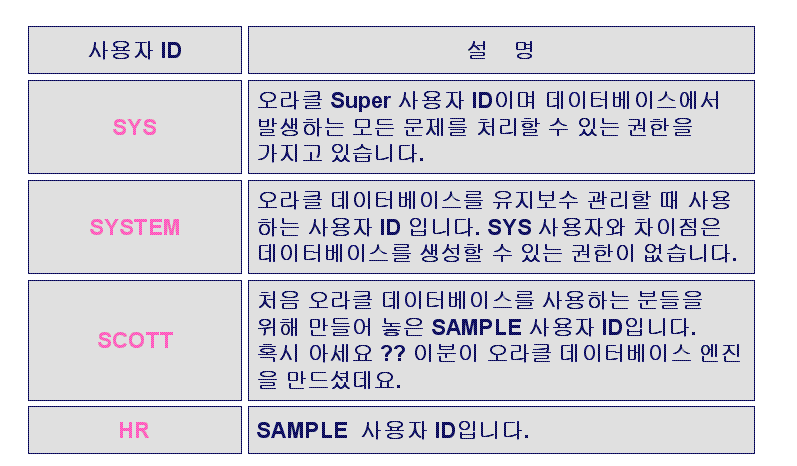 사용자 ID
설 명
SYS
오라클 Super 사용자 ID이며 데이터베이스에서
발생하는 모든 문제를 처리할 수 있는 권한을
가지고 있습니다.
SYSTEM
오라클 데이터베이스를 유지보수 관리할 때 사용
하는 사용자 ID 입니다. SYS 사용자와 차이점은
데이터베이스를 생성할 수 있는 권한이 없습니다.
SCOTT
처음 오라클 데이터베이스를 사용하는 분들을
위해 만들어 놓은 SAMPLE 사용자 ID입니다.
혹시 아세요 ?? 이분이 오라클 데이터베이스 엔진
을 만드셨데요.
HR
SAMPLE 사용자 ID입니다.